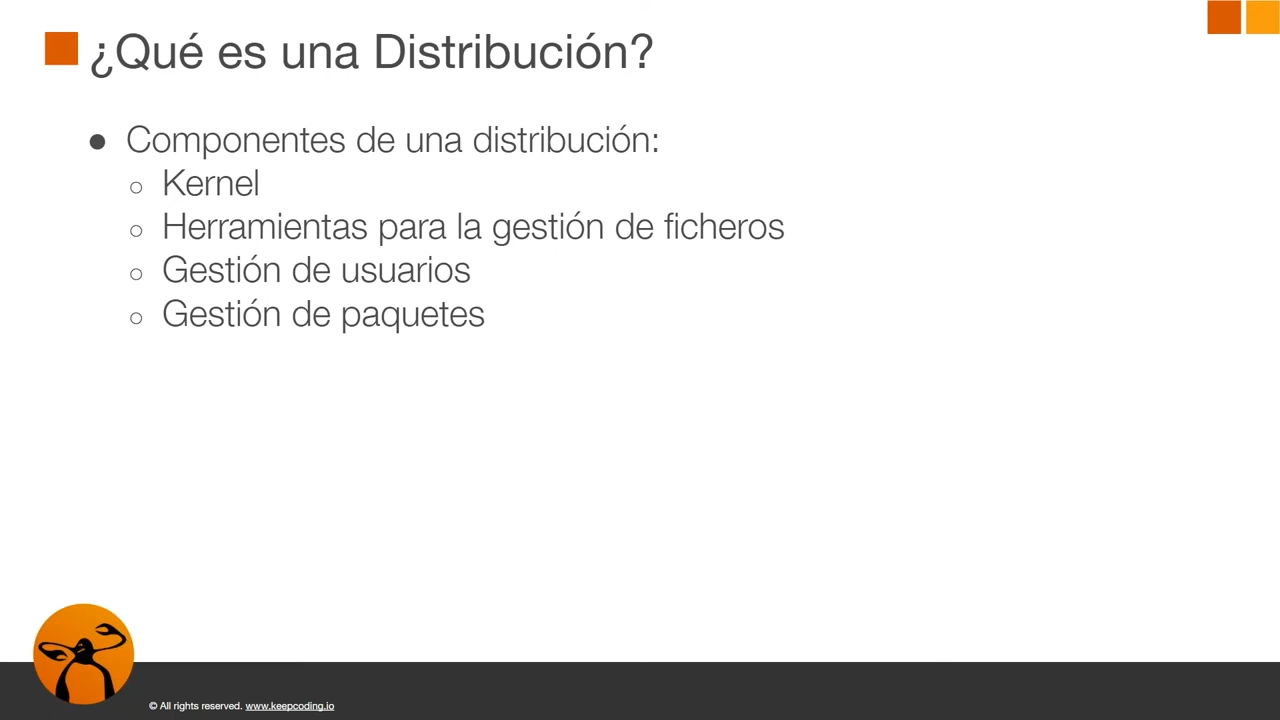 ¿Qué es una Distribución?
● Componentes de una distribución:
○ Kernel
○ Herramientas para la gestión de ficheros
○ Gestión de usuarios
○ Gestión de paquetes
© All rights reserved. www.keepcoding.io